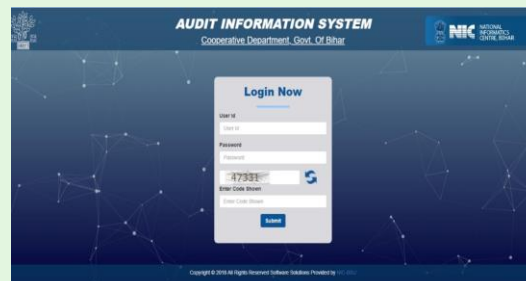 AUDIT INFORMATION SYSTEM
Cooperative Department, Govt. Of Bihar
NIC
NATIONAL
INFORMATICS
CENTRE, BIHAR
Login Now
User Id
User Id
Password
Password
47331
Enter Code Shown
Enter Code Shown
Submit
Copyright © 2018 All Rights Reserved Software Solutions Provided by